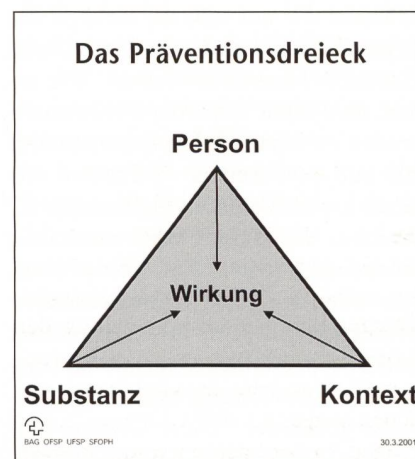 Das Präventionsdreieck
Person
Wirkung
Substanz Kontext
BAG OFSP UFSP SFOPH 30.3.2001